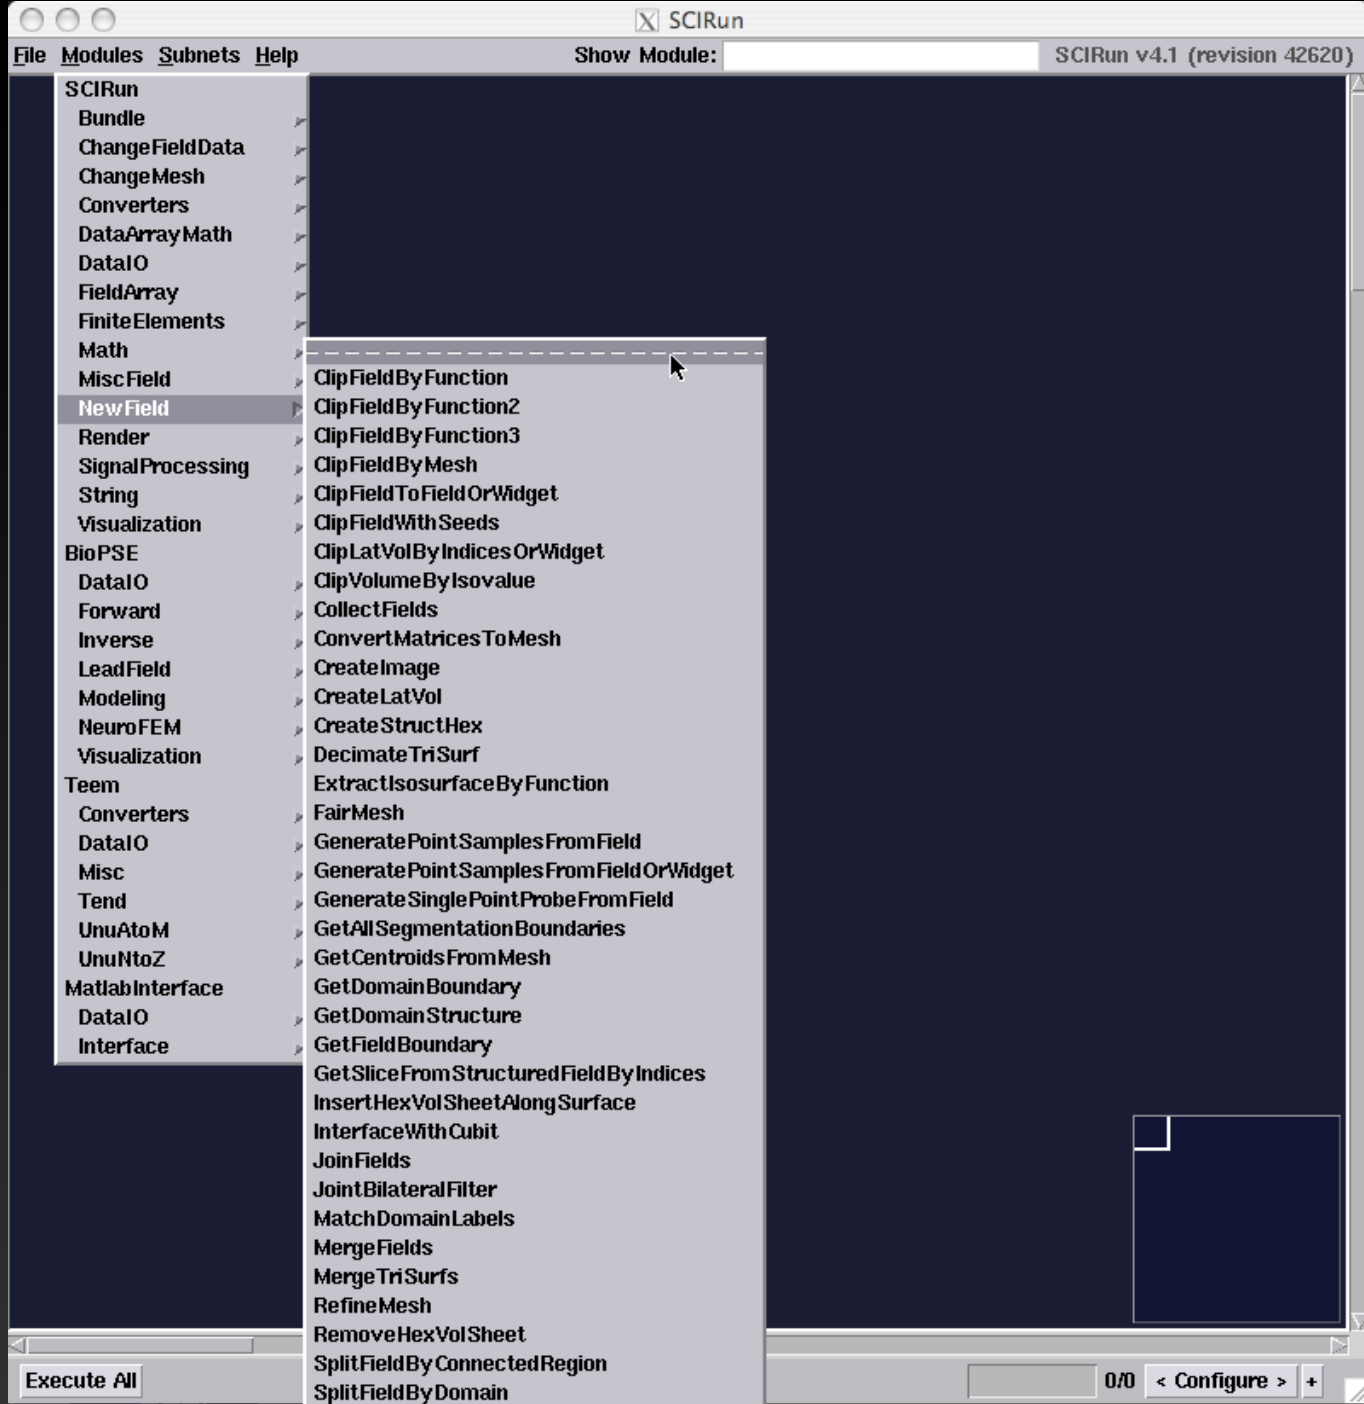 SCIRun
File Modules Subnets Help Show Module: SCIRun v4.1 (revision 42620)
SCIRun
Bundle
ChangeFieldData
ChangeMesh
Converters
DataArrayMath
DataIO
FieldArray
FiniteElements
Math
MiscField
NewField
Render
SignalProcessing
String
Visualization
BioPSE
DataIO
Forward
Inverse
LeadField
Modeling
NeuroFEM
Visualization
Teem
Converters
DataIO
Misc
Tend
UnuAtoM
UnuNtoZ
MatlabInterface
DataIO
Interface
ClipFieldByFunction
ClipFieldByFunction2
ClipFieldByFunction3
ClipFieldByMesh
ClipFieldToFieldOrWidget
ClipFieldWithSeeds
ClipLatVolByIndicesOrWidget
ClipVolumeByIsovalue
CollectFields
ConvertMatricesToMesh
CreateImage
CreateLatVol
CreateStructHex
DecimateTriSurf
ExtractIsosurfaceByFunction
FairMesh
GeneratePointSamplesFromField
GeneratePointSamplesFromFieldOrWidget
GenerateSinglePointProbeFromField
GetAllSegmentationBoundaries
GetCentroidsFromMesh
GetDomainBoundary
GetDomainStructure
GetFieldBoundary
GetSliceFromStructuredFieldByIndices
InsertHexVolSheetAlongSurface
InterfaceWithCubit
JoinFields
JointBilateralFilter
MatchDomainLabels
MergeFields
MergeTriSurfs
RefineMesh
RemoveHexVolSheet
SplitFieldByConnectedRegion
SplitFieldByDomain
Execute All 0/0 < Configure > +